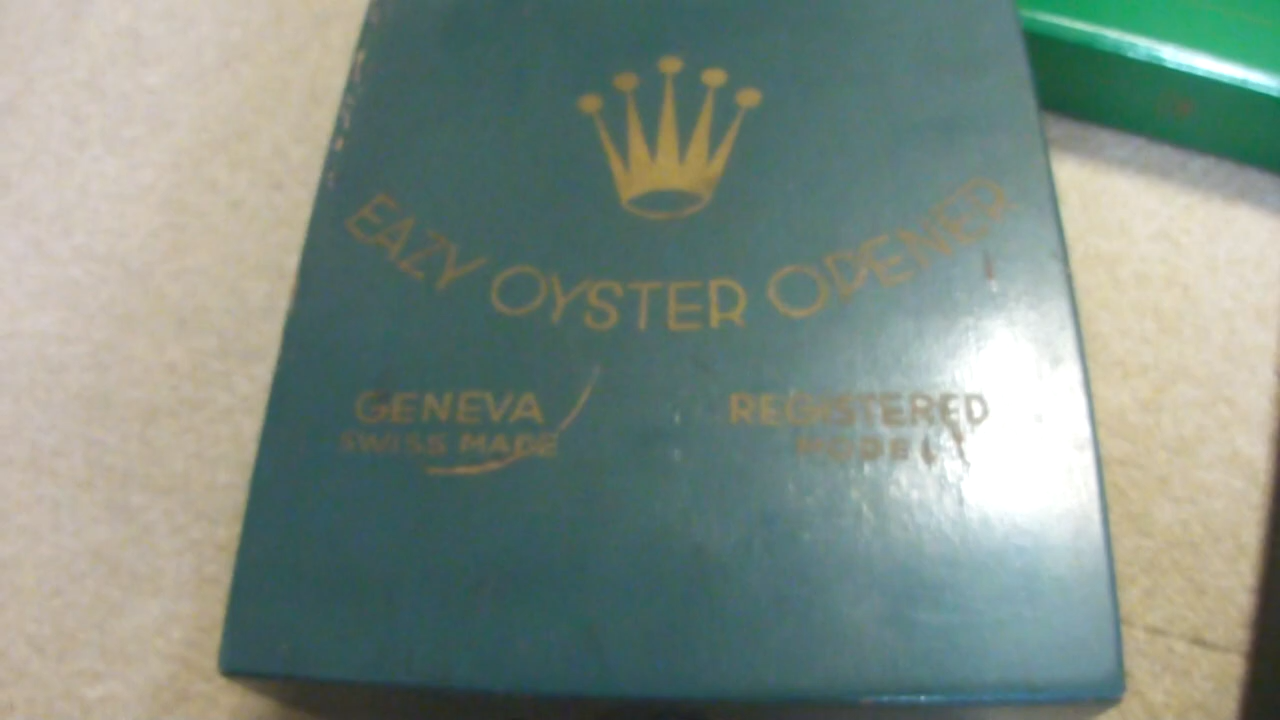 EAZY OYSTER OPENER
GENEVA
SWISS MADE
REGISTERED
MODEL